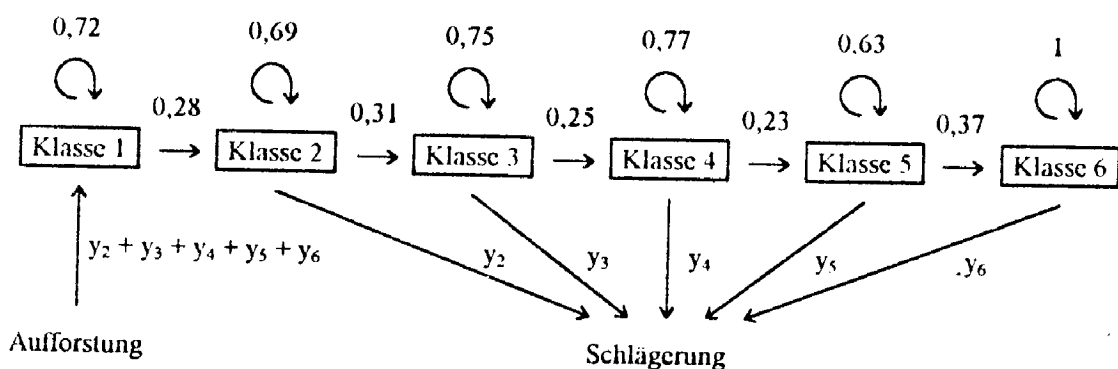 0,72 0,69 0,75 0,77 0,63 1
0,28 0,31 0,25 0,23 0,37
Klasse 1 Klasse 2 Klasse 3 Klasse 4 Klasse 5 Klasse 6
y₂ + y₃ + y₄ + y₅ + y₆ y₂ y₃ y₄ y₅ y₆
Aufforstung Schlägerung